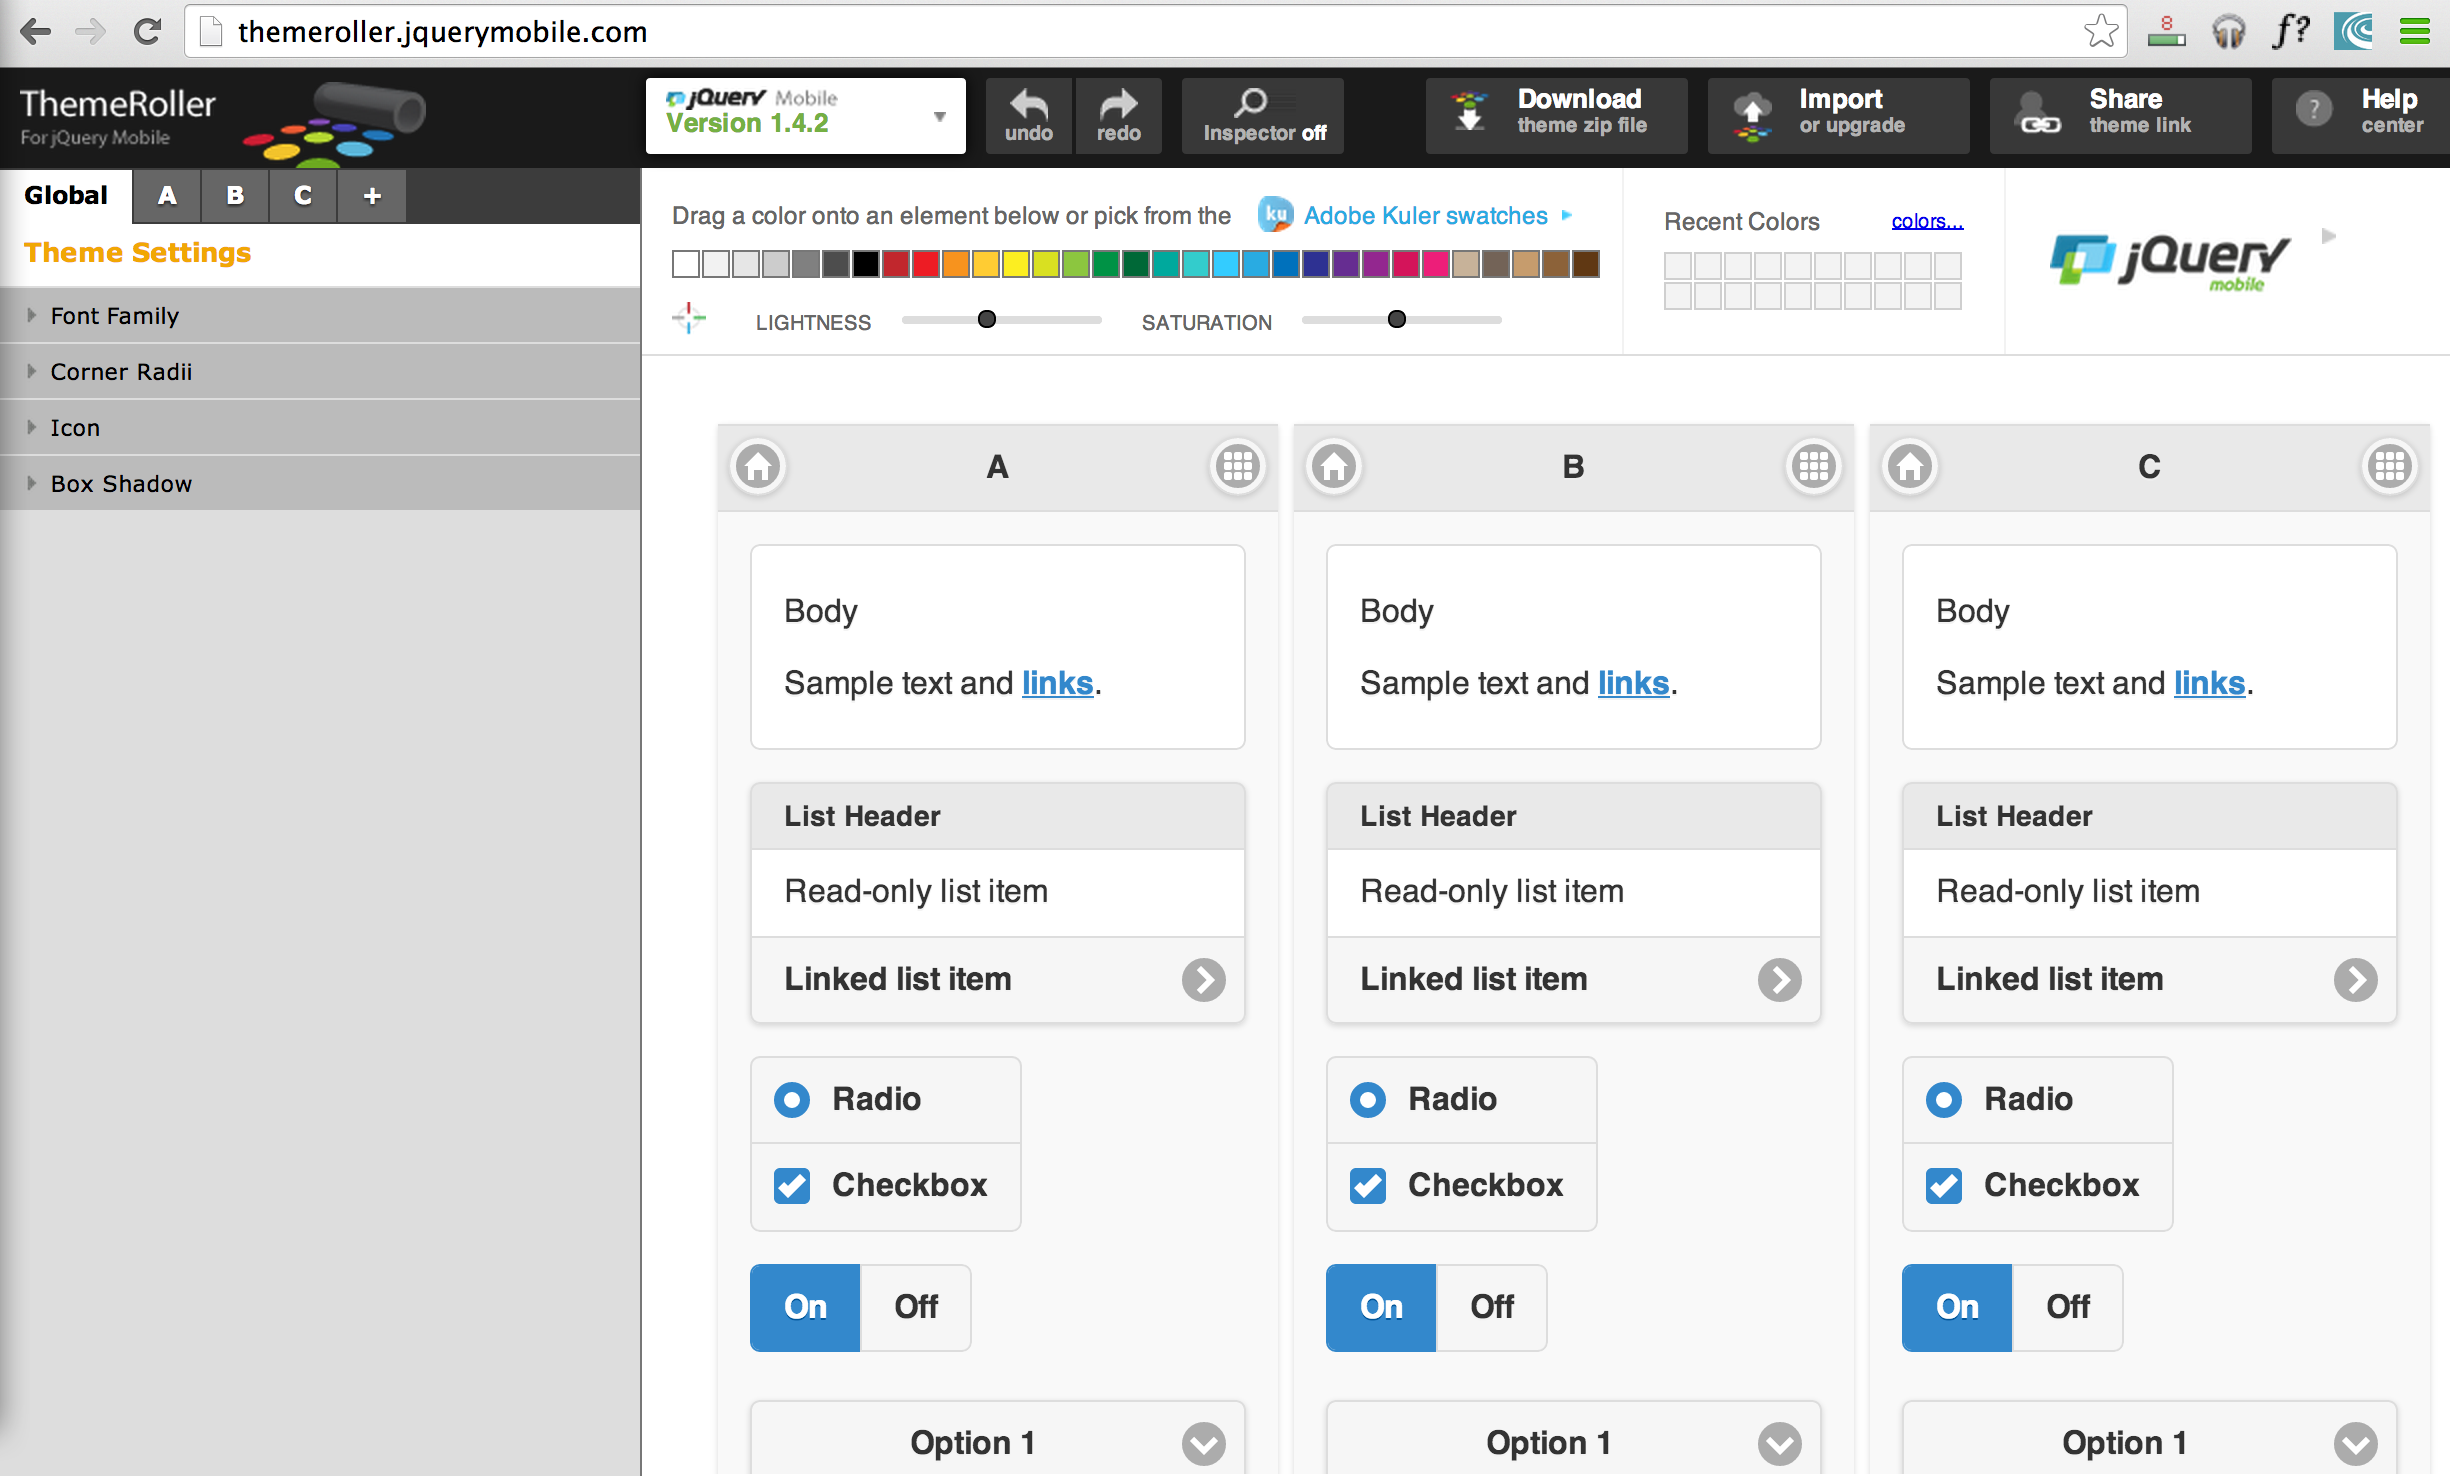 themeroller.jquerymobile.com
8
f?
ThemeRoller
For jQuery Mobile
jQuery Mobile
Version 1.4.2
undo
redo
Inspector off
Download
theme zip file
Import
or upgrade
Share
theme link
?
Help
center
Global
A
B
C
+
Theme Settings
Font Family
Corner Radii
Icon
Box Shadow
Drag a color onto an element below or pick from the
ku
Adobe Kuler swatches
LIGHTNESS
SATURATION
Recent Colors
colors...
jQuery
mobile
A
Body
Sample text and links.
List Header
Read-only list item
Linked list item
Radio
Checkbox
On
Off
Option 1
B
Body
Sample text and links.
List Header
Read-only list item
Linked list item
Radio
Checkbox
On
Off
Option 1
C
Body
Sample text and links.
List Header
Read-only list item
Linked list item
Radio
Checkbox
On
Off
Option 1